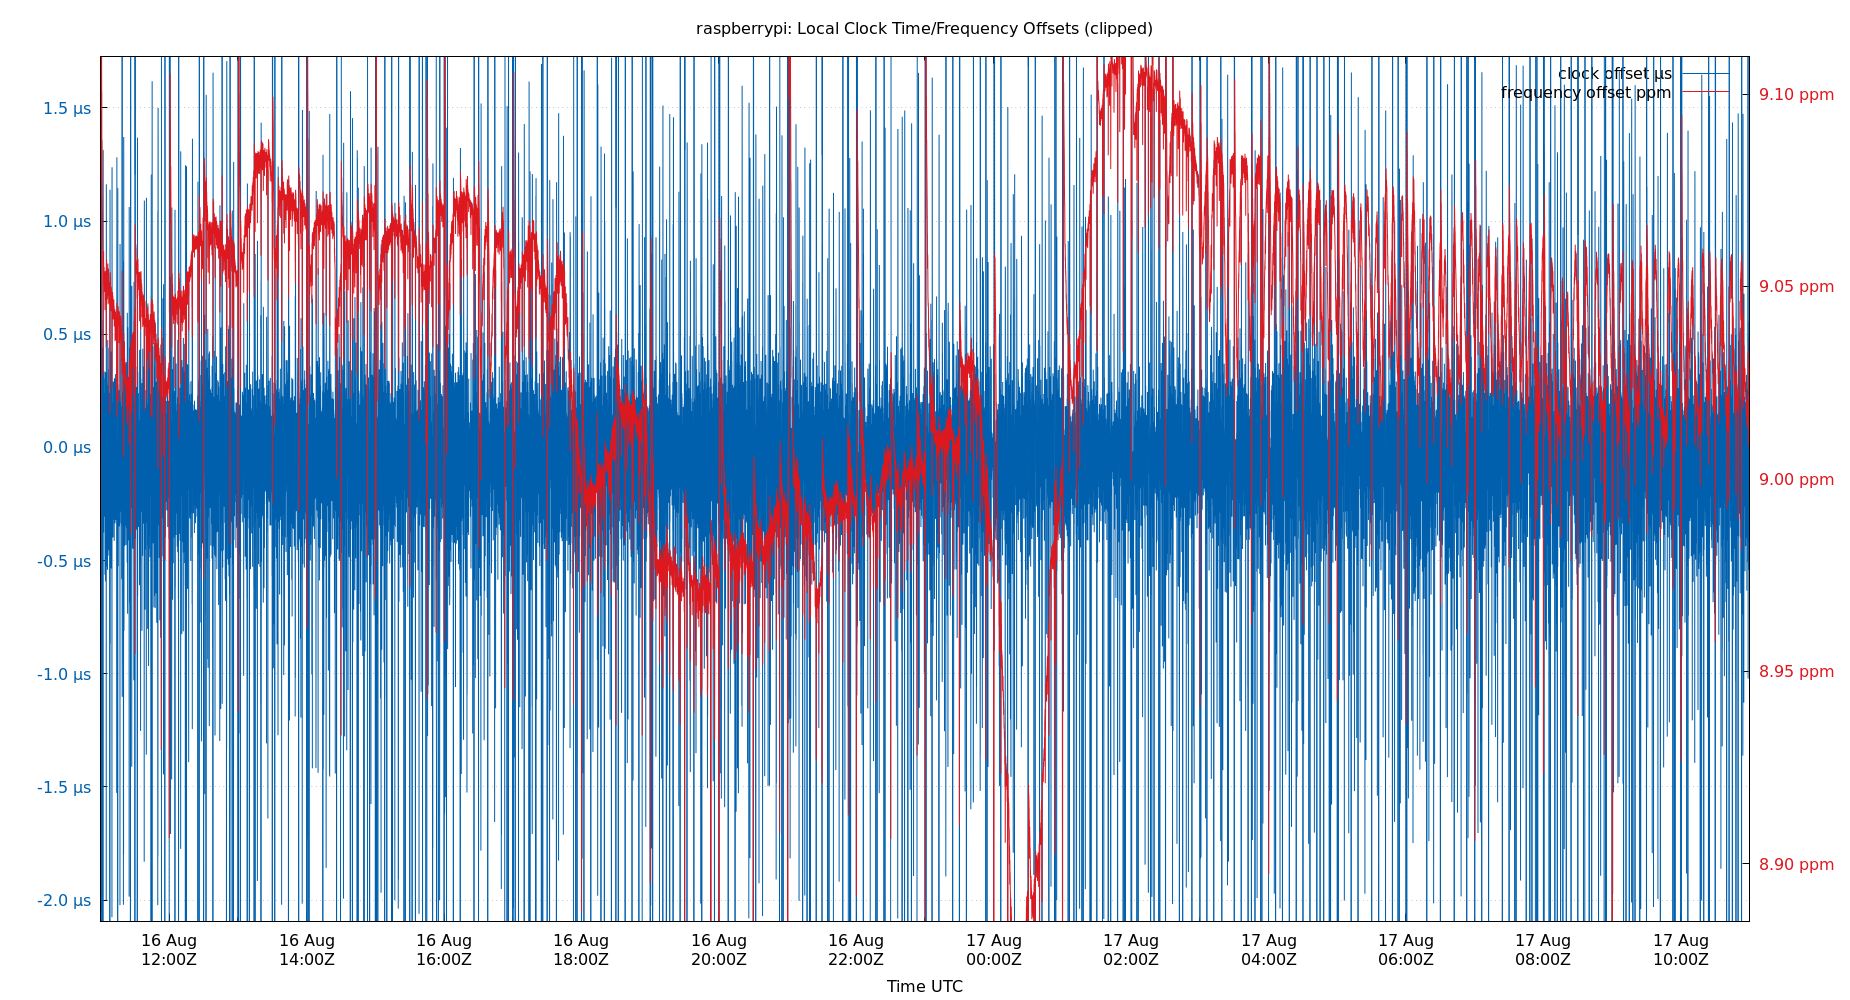 raspberrypi: Local Clock Time/Frequency Offsets (clipped)
clock offset µs
frequency offset ppm
1.5 µs
1.0 µs
0.5 µs
0.0 µs
-0.5 µs
-1.0 µs
-1.5 µs
-2.0 µs
9.10 ppm
9.05 ppm
9.00 ppm
8.95 ppm
8.90 ppm
16 Aug 16 Aug 16 Aug 16 Aug 16 Aug 16 Aug 17 Aug 17 Aug 17 Aug 17 Aug 17 Aug 17 Aug
12:00Z 14:00Z 16:00Z 18:00Z 20:00Z 22:00Z 00:00Z 02:00Z 04:00Z 06:00Z 08:00Z 10:00Z
Time UTC